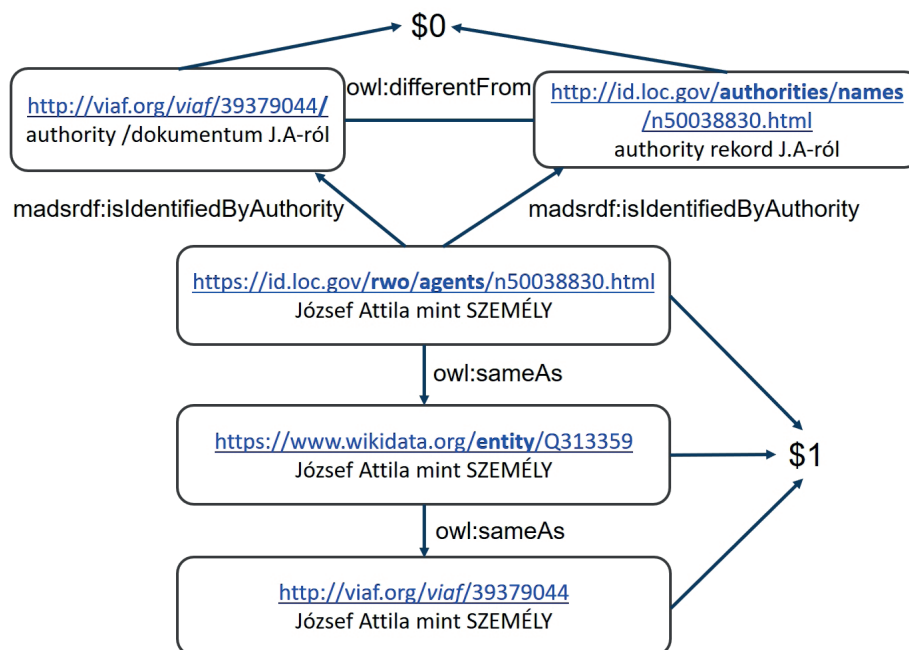 $0
http://viaf.org/viaf/39379044/
authority /dokumentum J.A-ról
owl:differentFrom
http://id.loc.gov/authorities/names
/n50038830.html
authority rekord J.A-ról
madsrdf:isIdentifiedByAuthority
madsrdf:isIdentifiedByAuthority
https://id.loc.gov/rwo/agents/n50038830.html
József Attila mint SZEMÉLY
owl:sameAs
https://www.wikidata.org/entity/Q313359
József Attila mint SZEMÉLY
$1
owl:sameAs
http://viaf.org/viaf/39379044
József Attila mint SZEMÉLY